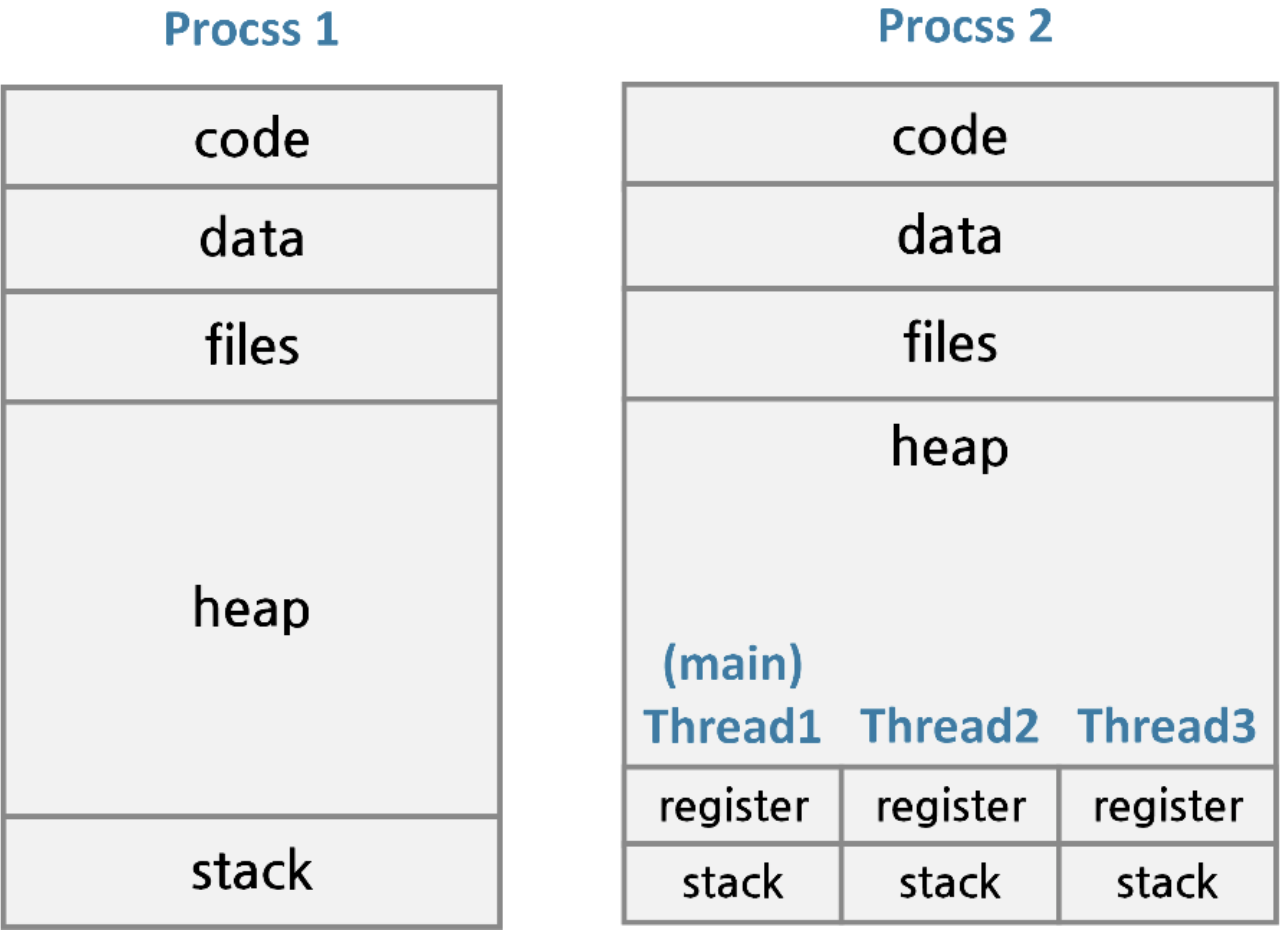 Procss 1
code
data
files
heap
stack
Procss 2
code
data
files
heap
(main)
Thread1 Thread2 Thread3
register register register
stack stack stack